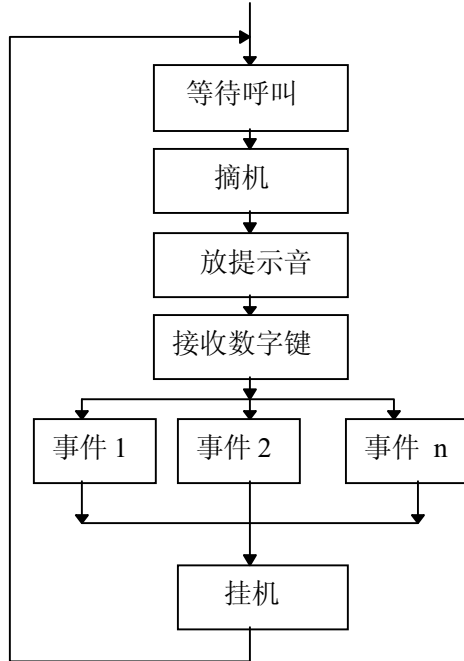 等待呼叫
摘机
放提示音
接收数字键
事件 1 事件 2 事件 n
挂机